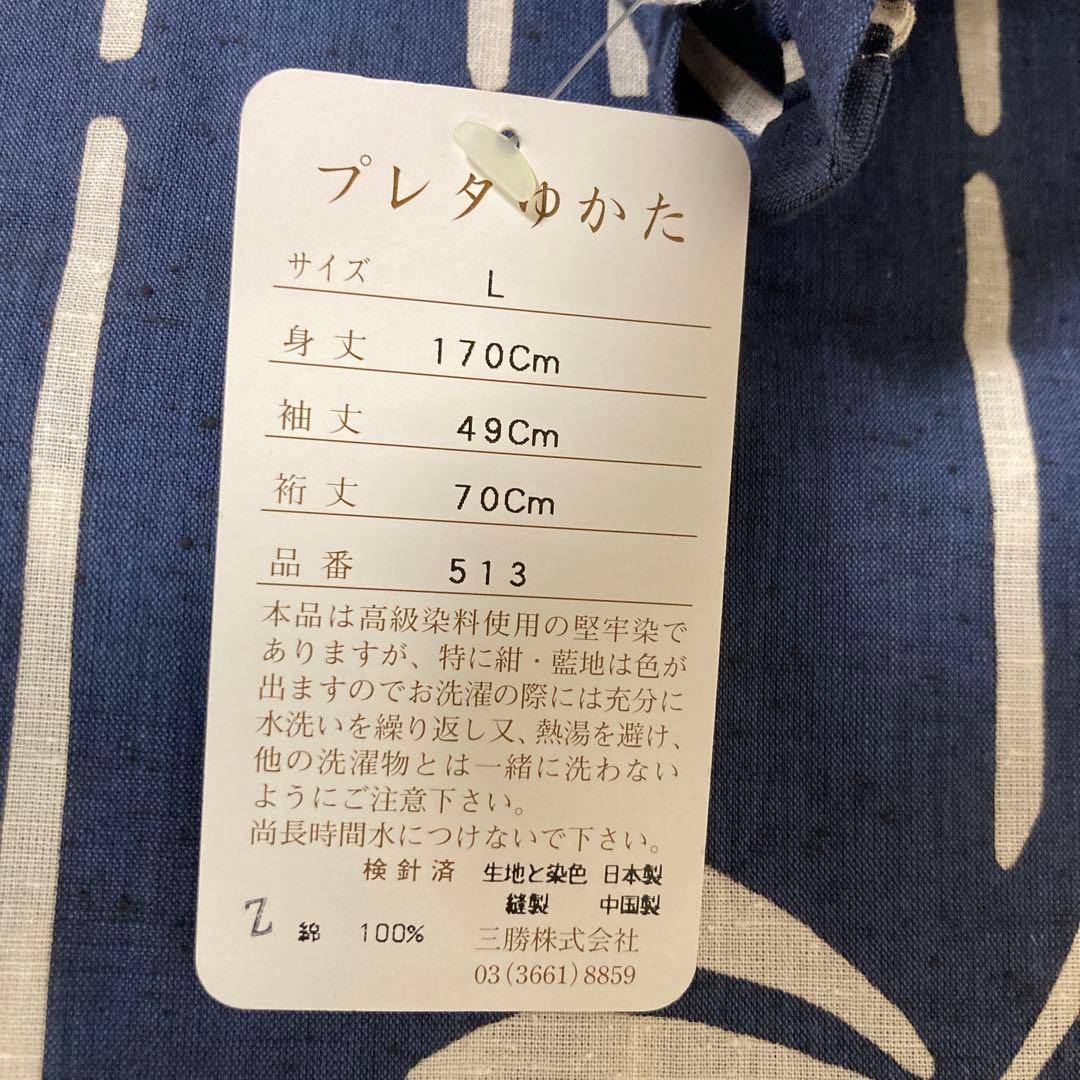 プレタゆかた
サイズ L
身丈 170Cm
袖丈 49Cm
裄丈 70Cm
品番 513
本品は高級染料使用の堅牢染で
ありますが、特に紺・藍地は色が
出ますのでお洗濯の際には充分に
水洗いを繰り返し又、熱湯を避け、
他の洗濯物とは一緒に洗わない
ようにご注意下さい。
尚長時間水につけないで下さい。
検針済 生地と染色 日本製
縫製 中国製
Z 綿 100% 三勝株式会社
03(3661)8859